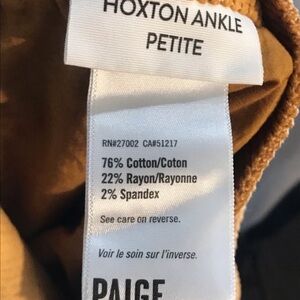 HOXTON ANKLE
PETITE
RN#27002 CA#51217
76% Cotton/Coton
22% Rayon/Rayonne
2% Spandex
See care on reverse.
Voir le soin sur l'inverse.
PAIGE